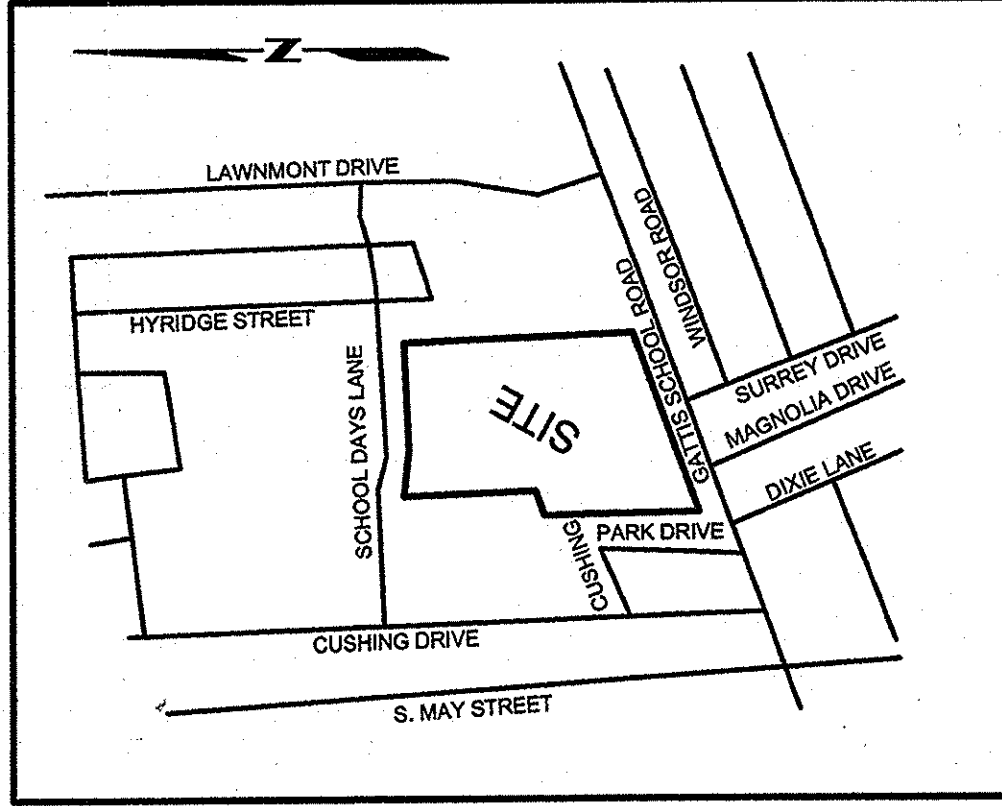 N
LAWNMONT DRIVE
HYRIDGE STREET
SCHOOL DAYS LANE
SITE
GATTIS SCHOOL ROAD
WINDSOR ROAD
SURREY DRIVE
MAGNOLIA DRIVE
DIXIE LANE
PARK DRIVE
CUSHING
CUSHING DRIVE
S. MAY STREET